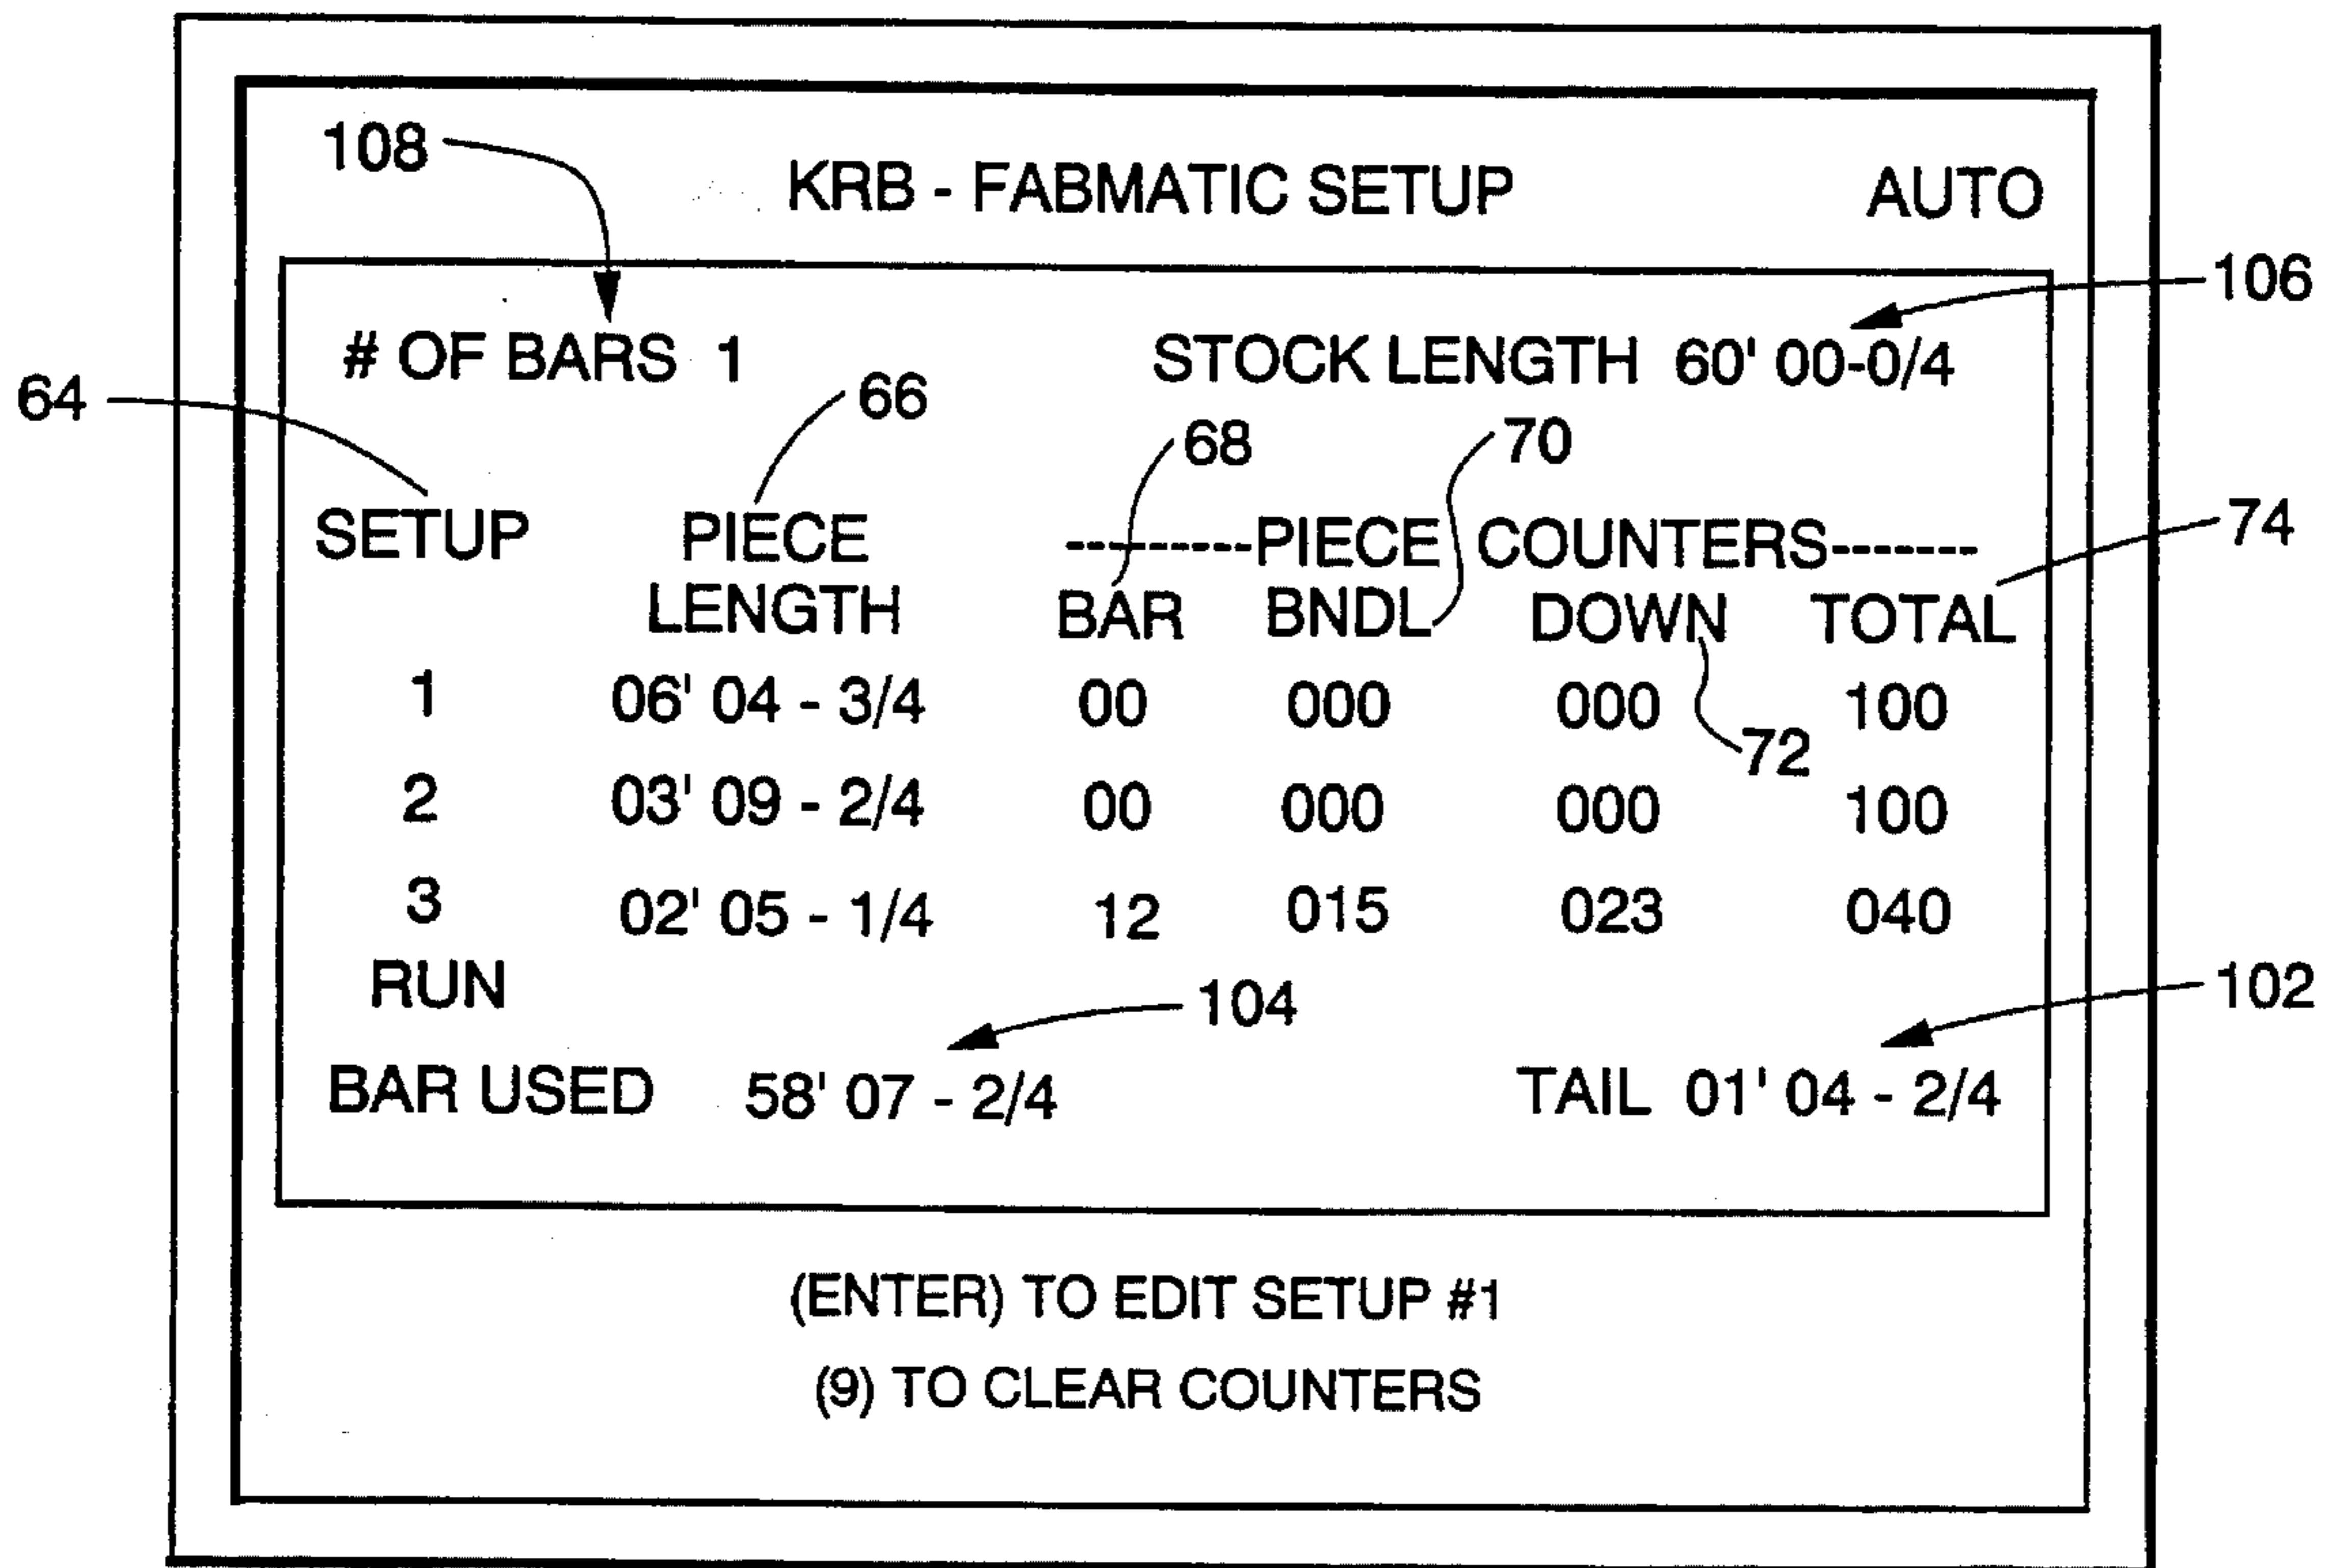 108
KRB - FABMATIC SETUP AUTO
106
# OF BARS 1 STOCK LENGTH 60' 00-0/4
64 66 68 70
SETUP PIECE ---------PIECE COUNTERS------- 74
LENGTH BAR BNDL DOWN TOTAL
1 06' 04 - 3/4 00 000 000 100
72
2 03' 09 - 2/4 00 000 000 100
3 02' 05 - 1/4 12 015 023 040
RUN 104 102
BAR USED 58' 07 - 2/4 TAIL 01' 04 - 2/4
(ENTER) TO EDIT SETUP #1
(9) TO CLEAR COUNTERS